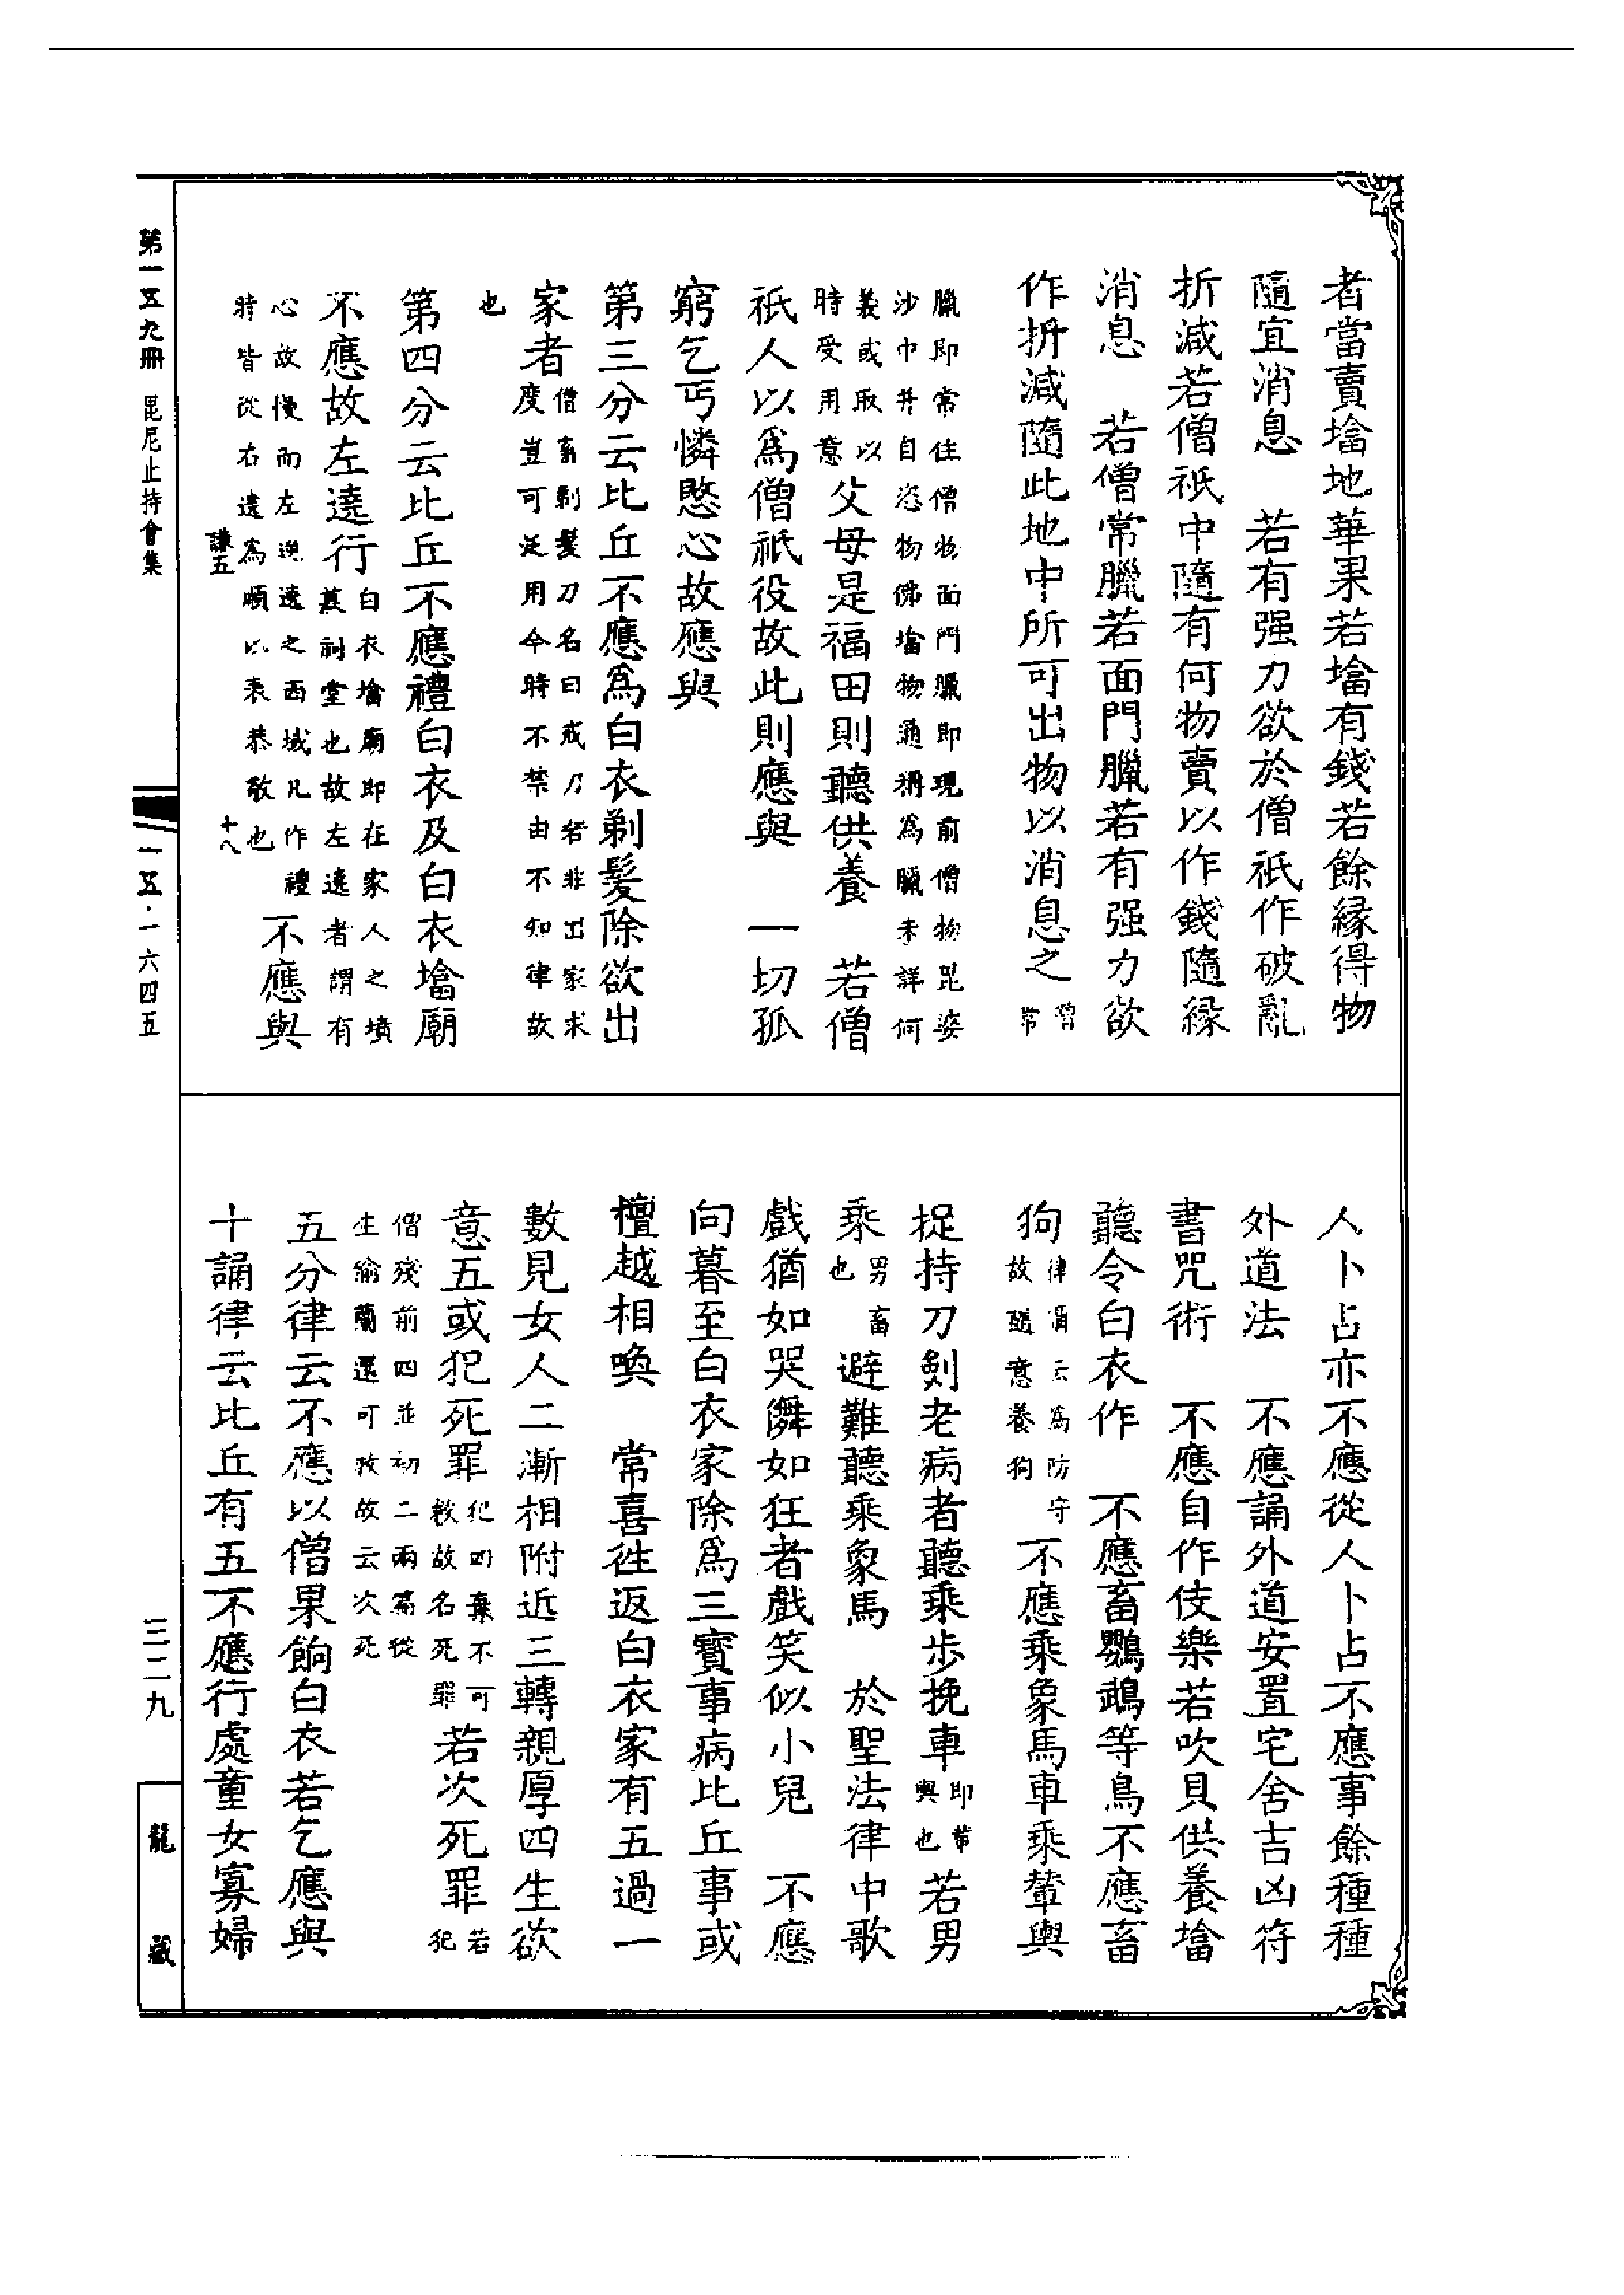 者當賣墖地華果若墖有錢若餘緣得物
隨宜消息　若有强力欲於僧祇作破亂
折減若僧祇中隨有何物賣以作錢隨緣
消息　若僧常臘若面門臘若有强力欲
作折減隨此地中所可出物以消息之僧常
臘即常住僧物面門臘即現前僧物毘婆
沙中并自恣物佛墖物通稱為臘未詳何
義或取以時受用意父母是福田則聽供養　若僧
祇人以爲僧祇役故此則應與　一切孤
窮乞丐憐愍心故應與
第三分云比丘不應爲白衣剃髮除欲出
家者僧畜剃髮刀名曰戒刀若非出家求度豈可泛用今時不禁由不知律故
也
第四分云比丘不應禮白衣及白衣墖廟
不應故左遶行白衣墖廟即在家人之墳墓祠堂也故左遶者謂有
心故慢而左遶之西域凡作禮時皆從右遶為順以表恭敬也不應與
謙五　十八
人卜占亦不應從人卜占不應事餘種種
外道法　不應誦外道安置宅舍吉凶符
書咒術　不應自作伎樂若吹貝供養墖
聽令白衣作　不應畜鸚鵡等鳥不應畜
狗律謂云為防守故聽意養狗不應乘象馬車乘輦輿
捉持刀劍老病者聽乘步挽車即輦輿也若男
乘男畜也避難聽乘象馬　於聖法律中歌
戲猶如哭儛如狂者戲笑似小兒　不應
向暮至白衣家除爲三寶事病比丘事或
檀越相喚　常喜徃返白衣家有五過一
數見女人二漸相附近三轉親厚四生欲
意五或犯死罪犯四棄不可救故名死罪若次死罪若犯
僧殘前四並初二兩篇從
生偷蘭還可救故云次死
五分律云不應以僧果餉白衣若乞應與
十誦律云比丘有五不應行處童女寡婦
第一五九冊　毘尼止持會集
一五・一六四五
三二九
龍藏